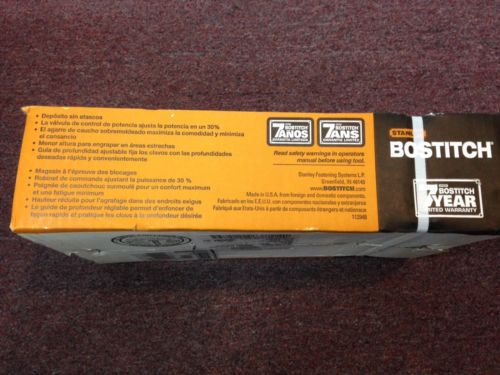 • Depósito sin atascos
• La válvula de control de potencia ajusta la potencia en un 30%
• El agarre de caucho sobremoldeado maximiza la comodidad y minimiza
el cansancio
• Menor altura para engrapar en áreas estrechas
• Guía de profundidad ajustable fija los clavos con las profundidades
deseadas rápida y convenientemente
• Magasin à l'épreuve des blocages
• Robinet de commande ajustant la puissance de 30 %
• Poignée de caoutchouc surmoulé pour un confort maximum
et une fatigue minimum
• Hauteur réduite pour l'agrafage dans des endroits exigus
• Le guide de profondeur réglable permet d'enfoncer de
façon rapide et pratique les clous à la profondeur désirée
7 BOSTITCH
AÑOS
7 BOSTITCH
ANS
Read safety warnings in operators
manual before using tool.
Stanley Fastening Systems L.P.
Greenfield, IN 46140
www.BOSTITCH.com
Made in U.S.A. from foreign and domestic components.
Fabricado en los E.E.U.U. con componentes nacionales y extranjeros
Fabriqué aux États-Unis à partir de composants étrangers et nationaux
BOSTITCH
7 BOSTITCH
YEAR
LIMITED WARRANTY